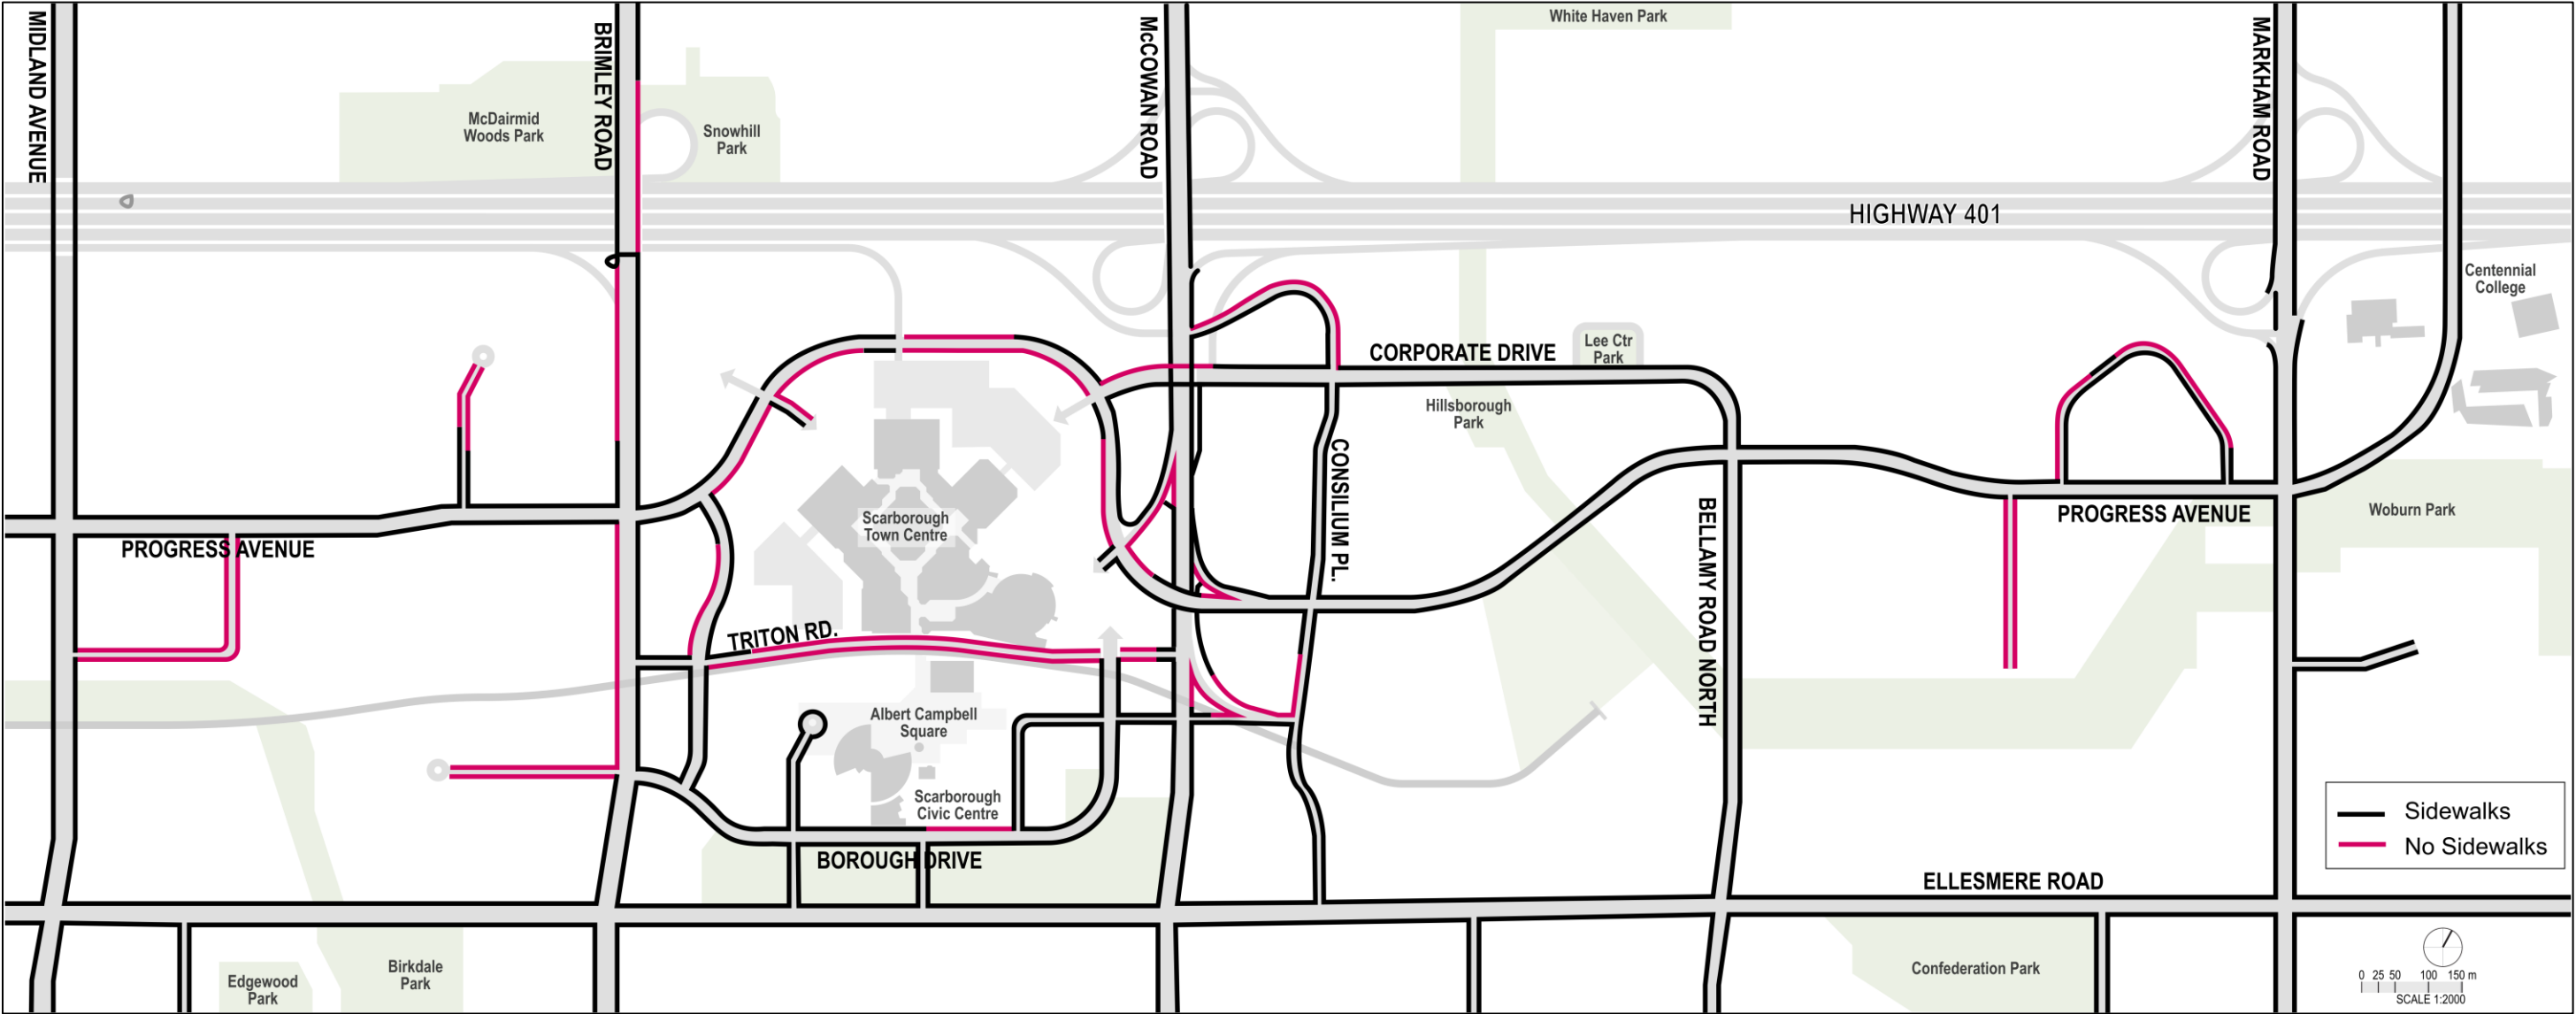 MIDLAND AVENUE
BRIMLEY ROAD
McCOWAN ROAD
White Haven Park
MARKHAM ROAD
McDairmid
Woods Park
Snowhill
Park
HIGHWAY 401
Centennial
College
CORPORATE DRIVE
Lee Ctr
Park
Hillsborough
Park
CONSILIUM PL.
Scarborough
Town Centre
BELLAMY ROAD NORTH
PROGRESS AVENUE
Woburn Park
PROGRESS AVENUE
TRITON RD.
Albert Campbell
Square
Scarborough
Civic Centre
BOROUGH DRIVE
Sidewalks
No Sidewalks
ELLESMERE ROAD
Edgewood
Park
Birkdale
Park
Confederation Park
0 25 50 100 150 m
SCALE 1:2000